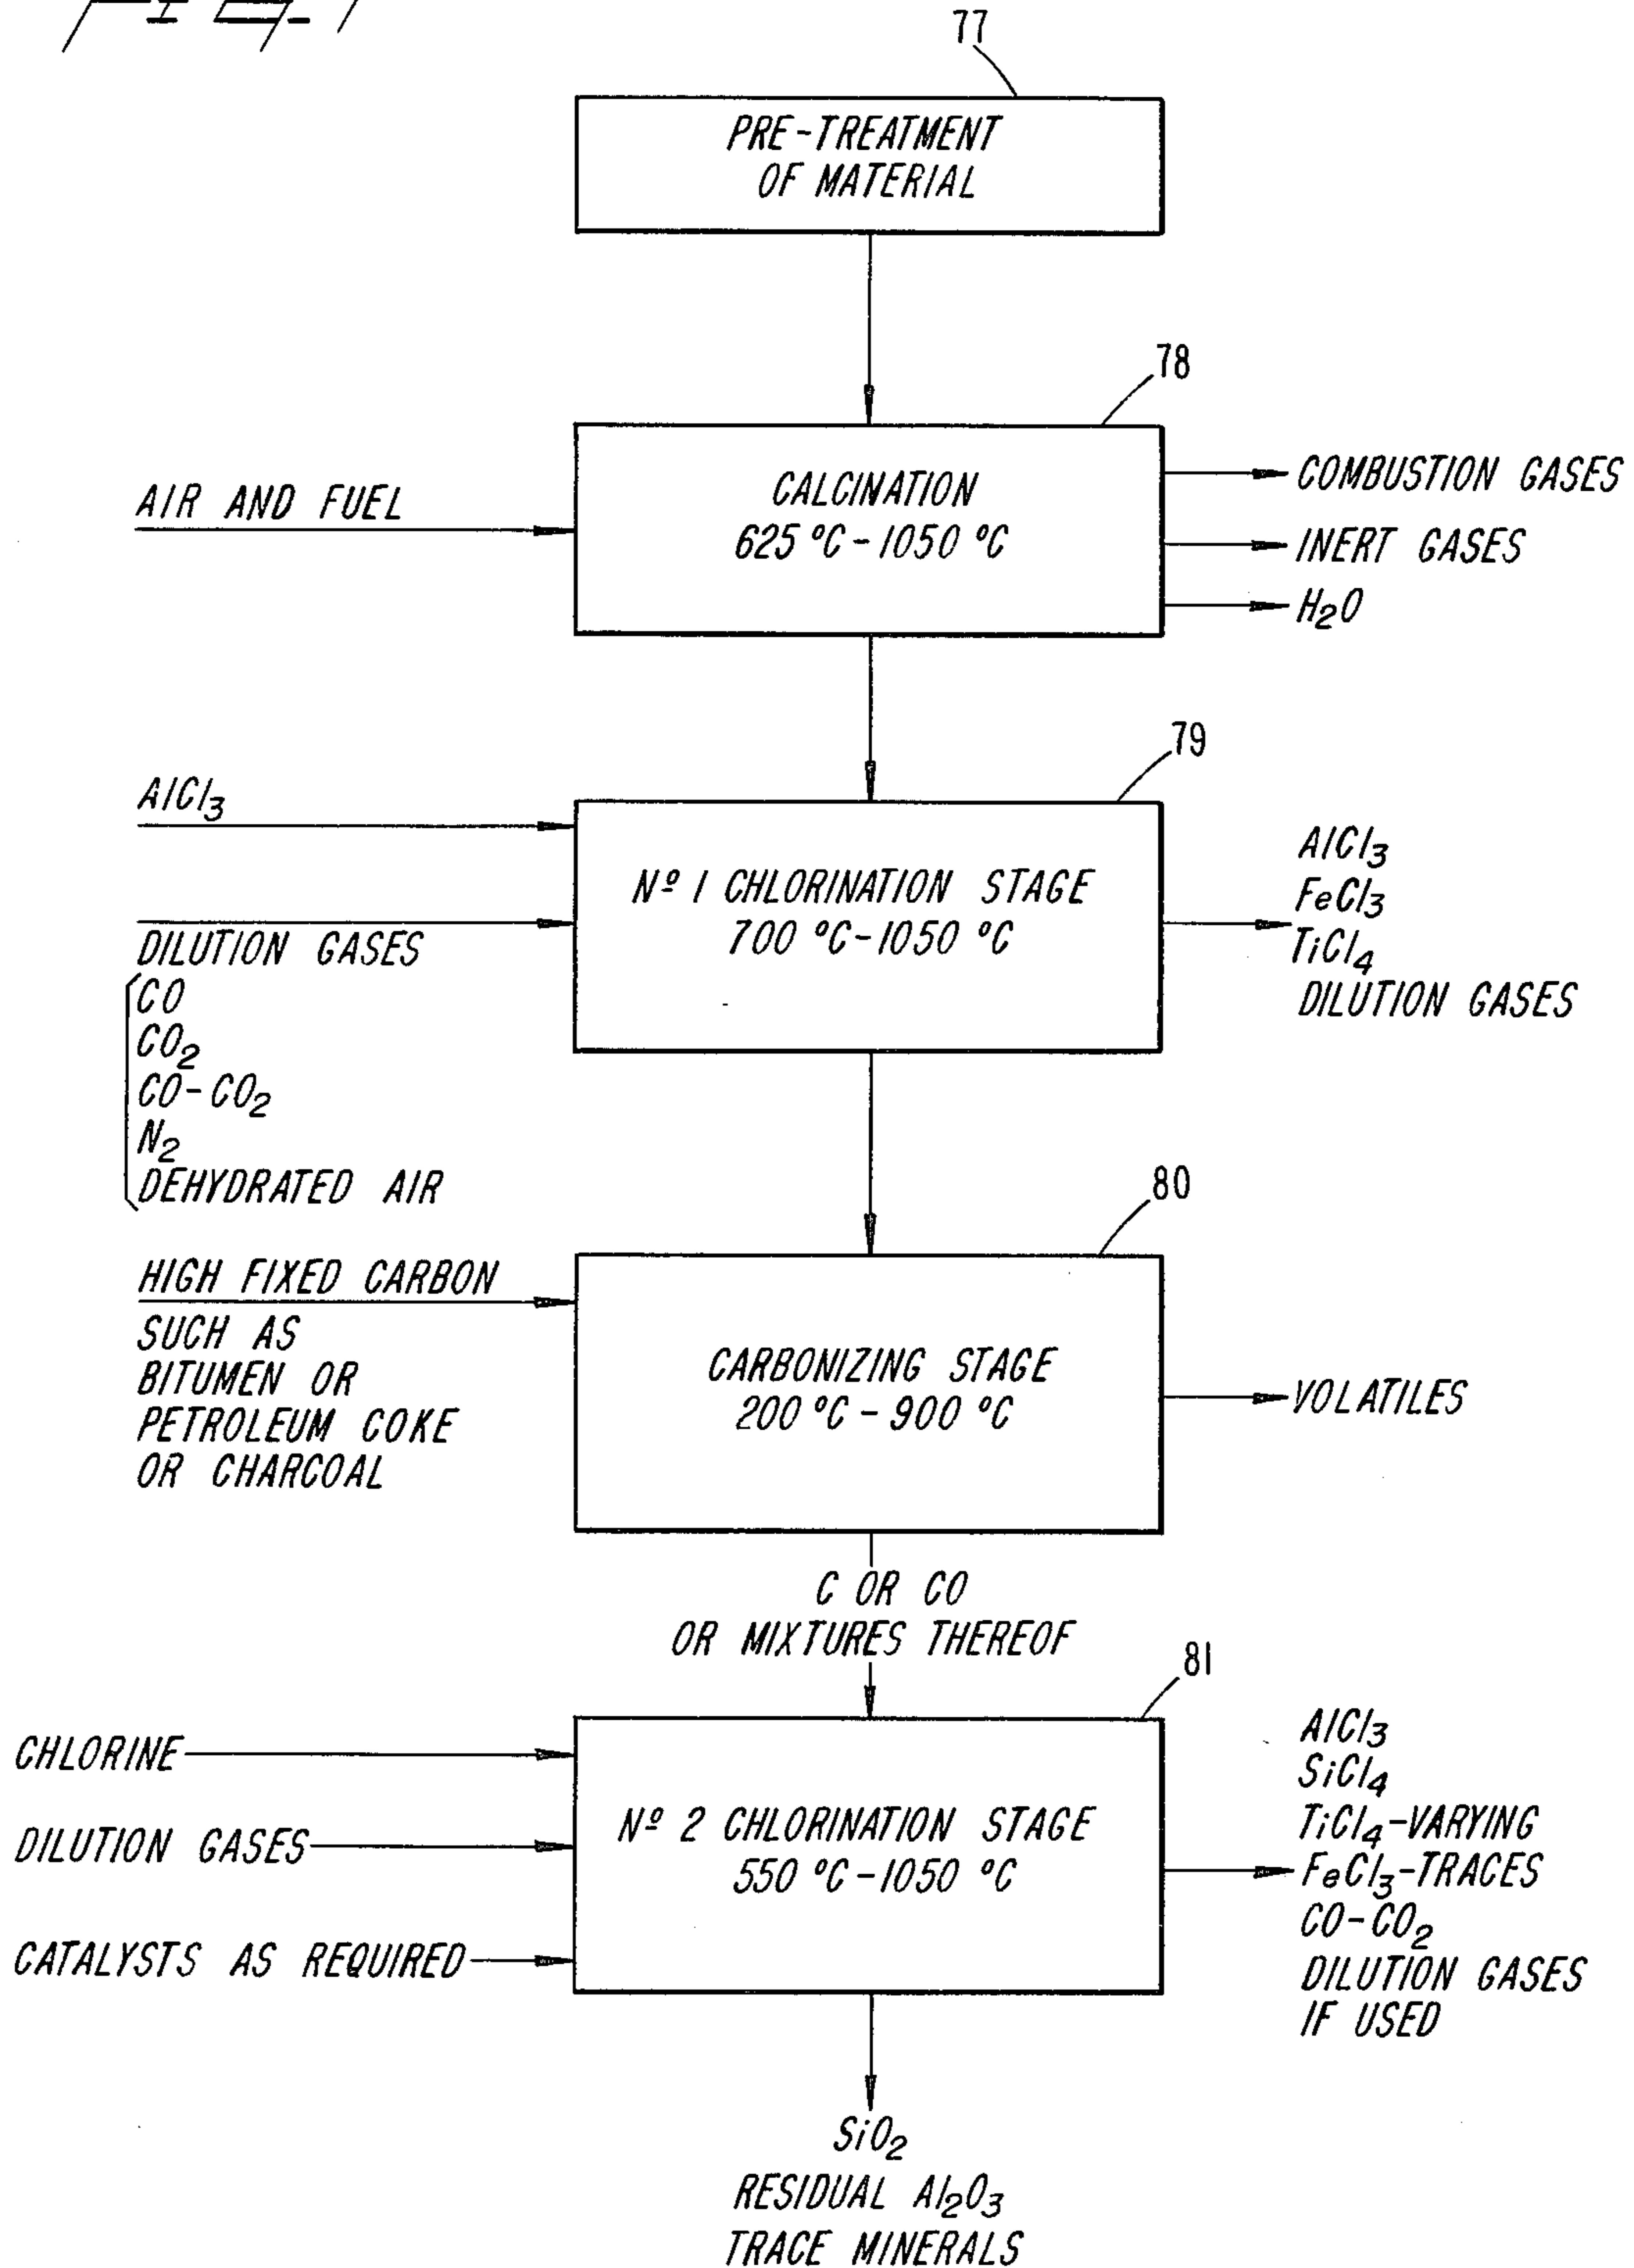 77
PRE-TREATMENT
OF MATERIAL
78
AIR AND FUEL
CALCINATION
625 °C - 1050 °C
COMBUSTION GASES
INERT GASES
H2O
79
AlCl3
DILUTION GASES
CO
CO2
CO-CO2
N2
DEHYDRATED AIR
Nº 1 CHLORINATION STAGE
700 °C-1050 °C
AlCl3
FeCl3
TiCl4
DILUTION GASES
80
HIGH FIXED CARBON
SUCH AS
BITUMEN OR
PETROLEUM COKE
OR CHARCOAL
CARBONIZING STAGE
200 °C - 900 °C
VOLATILES
C OR CO
OR MIXTURES THEREOF
81
CHLORINE
DILUTION GASES
CATALYSTS AS REQUIRED
Nº 2 CHLORINATION STAGE
550 °C - 1050 °C
AlCl3
SiCl4
TiCl4-VARYING
FeCl3-TRACES
CO-CO2
DILUTION GASES
IF USED
SiO2
RESIDUAL Al2O3
TRACE MINERALS